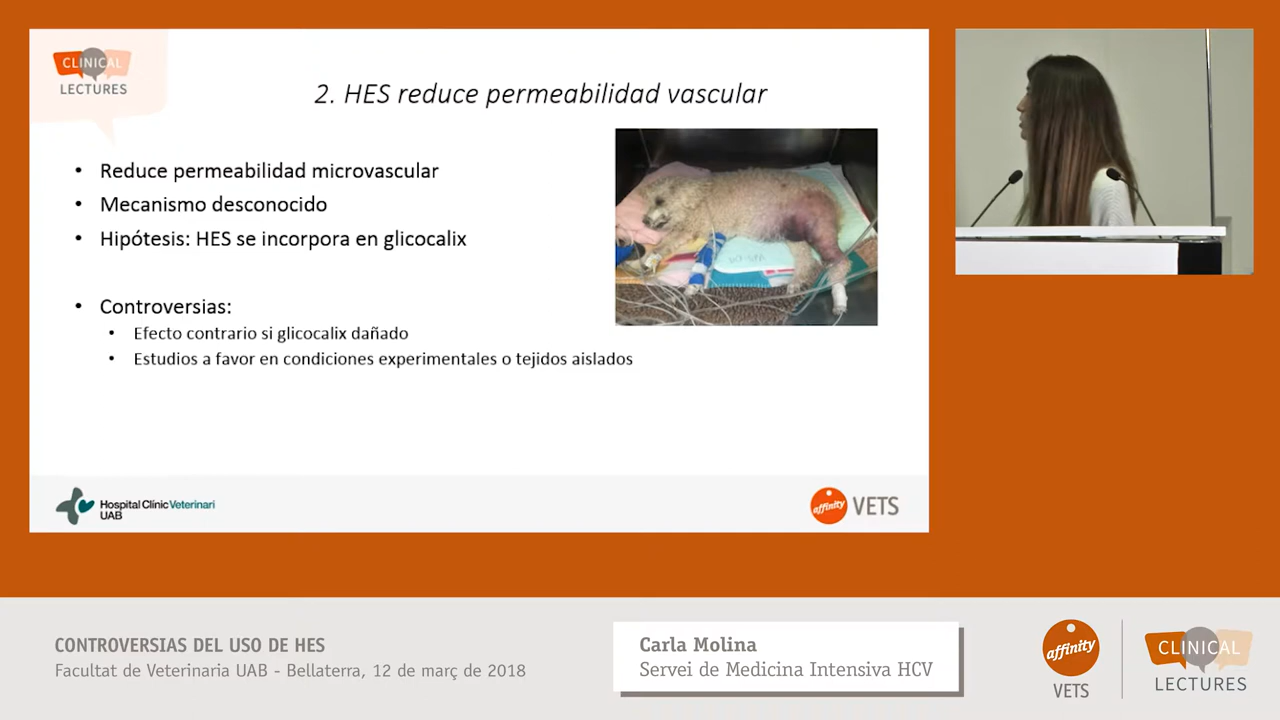 CLINICAL
LECTURES
2. HES reduce permeabilidad vascular
• Reduce permeabilidad microvascular
• Mecanismo desconocido
• Hipótesis: HES se incorpora en glicocalix
• Controversias:
• Efecto contrario si glicocalix dañado
• Estudios a favor en condiciones experimentales o tejidos aislados
Hospital Clínic Veterinari
UAB
affinity VETS
CONTROVERSIAS DEL USO DE HES
Facultat de Veterinaria UAB - Bellaterra, 12 de març de 2018
Carla Molina
Servei de Medicina Intensiva HCV
affinity
VETS
CLINICAL
LECTURES